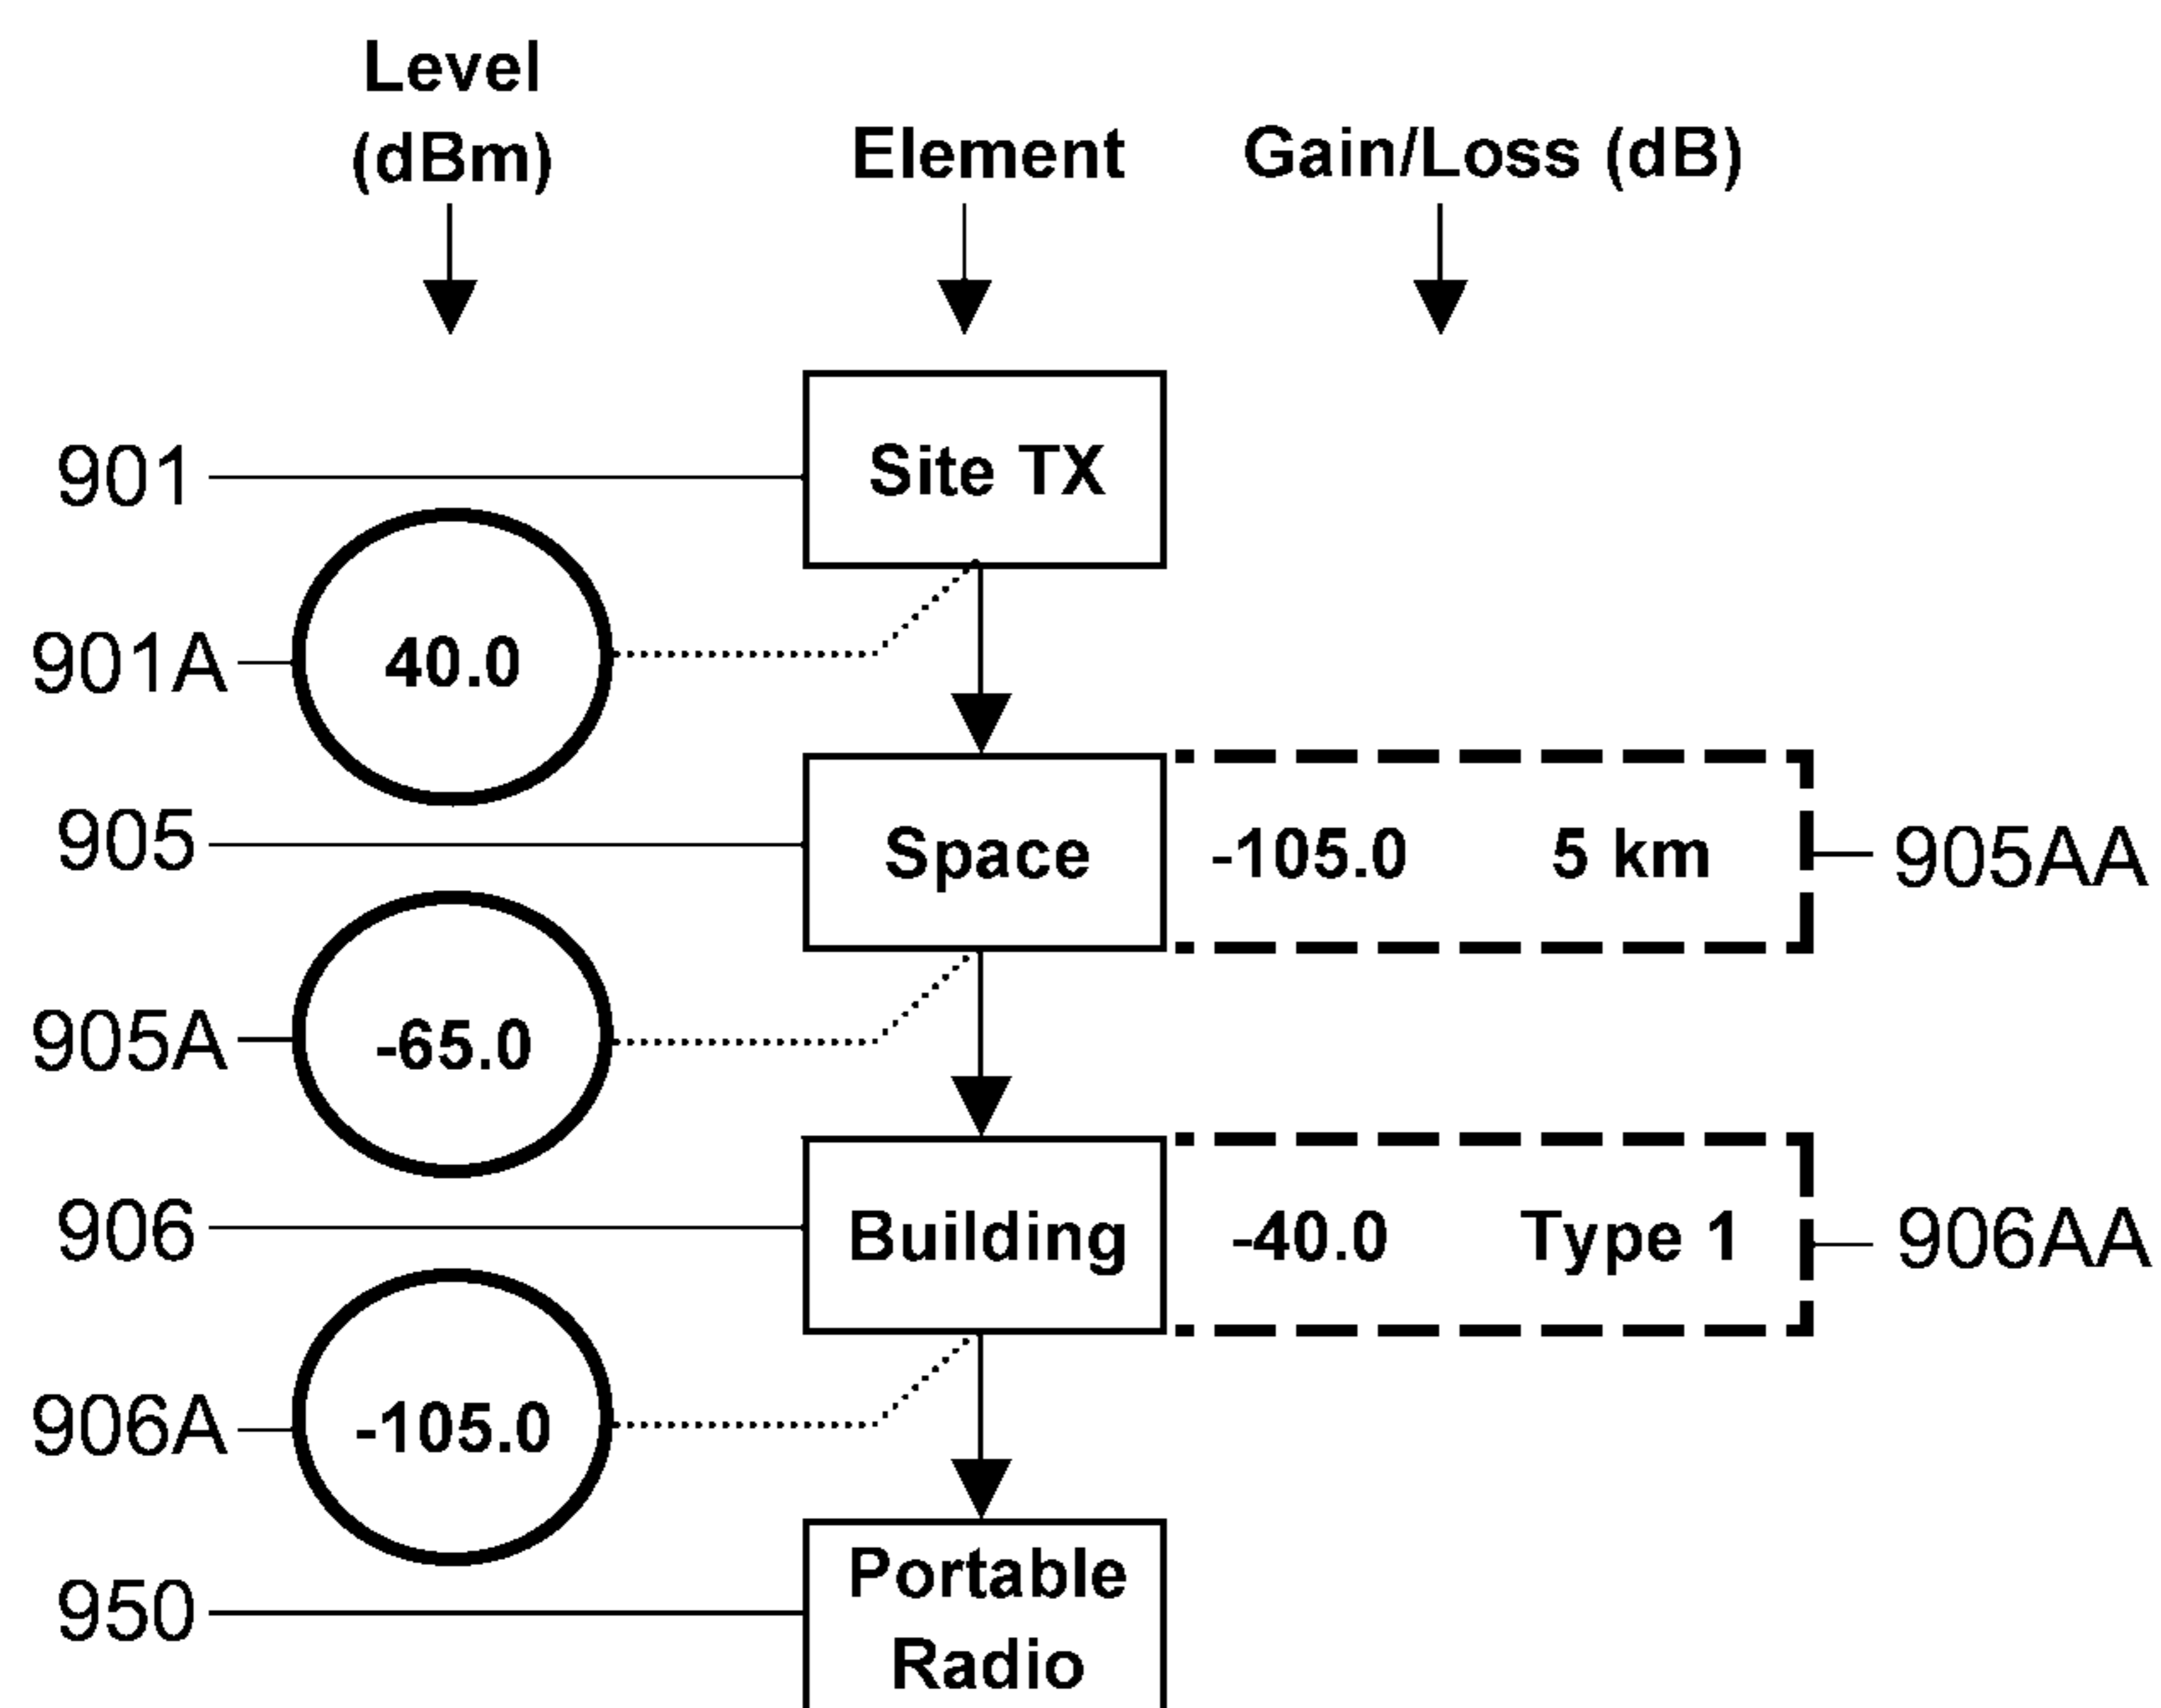 Level
(dBm)
Element
Gain/Loss (dB)
901
Site TX
901A
40.0
905
Space
-105.0
5 km
905AA
905A
-65.0
906
Building
-40.0
Type 1
906AA
906A
-105.0
950
Portable
Radio